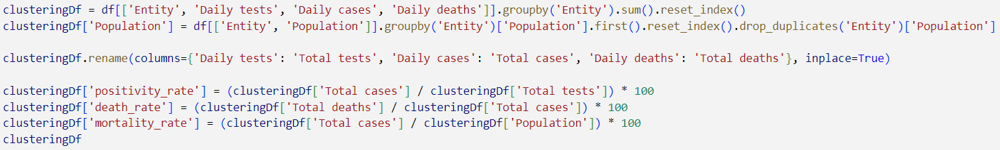 clusteringDf = df[['Entity', 'Daily tests', 'Daily cases', 'Daily deaths']].groupby('Entity').sum().reset_index()
clusteringDf['Population'] = df[['Entity', 'Population']].groupby('Entity')['Population'].first().reset_index().drop_duplicates('Entity')['Population']
clusteringDf.rename(columns={'Daily tests': 'Total tests', 'Daily cases': 'Total cases', 'Daily deaths': 'Total deaths'}, inplace=True)
clusteringDf['positivity_rate'] = (clusteringDf['Total cases'] / clusteringDf['Total tests']) * 100
clusteringDf['death_rate'] = (clusteringDf['Total deaths'] / clusteringDf['Total cases']) * 100
clusteringDf['mortality_rate'] = (clusteringDf['Total cases'] / clusteringDf['Population']) * 100
clusteringDf